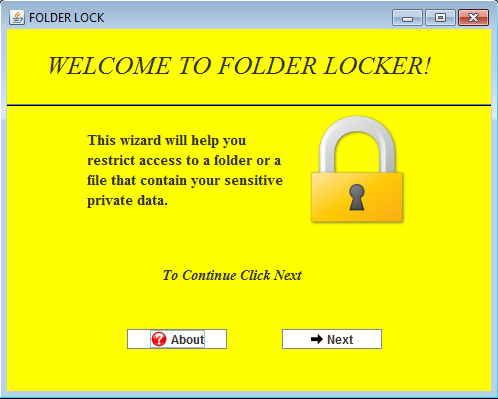 FOLDER LOCK
WELCOME TO FOLDER LOCKER!
This wizard will help you
restrict access to a folder or a
file that contain your sensitive
private data.
To Continue Click Next
About
Next